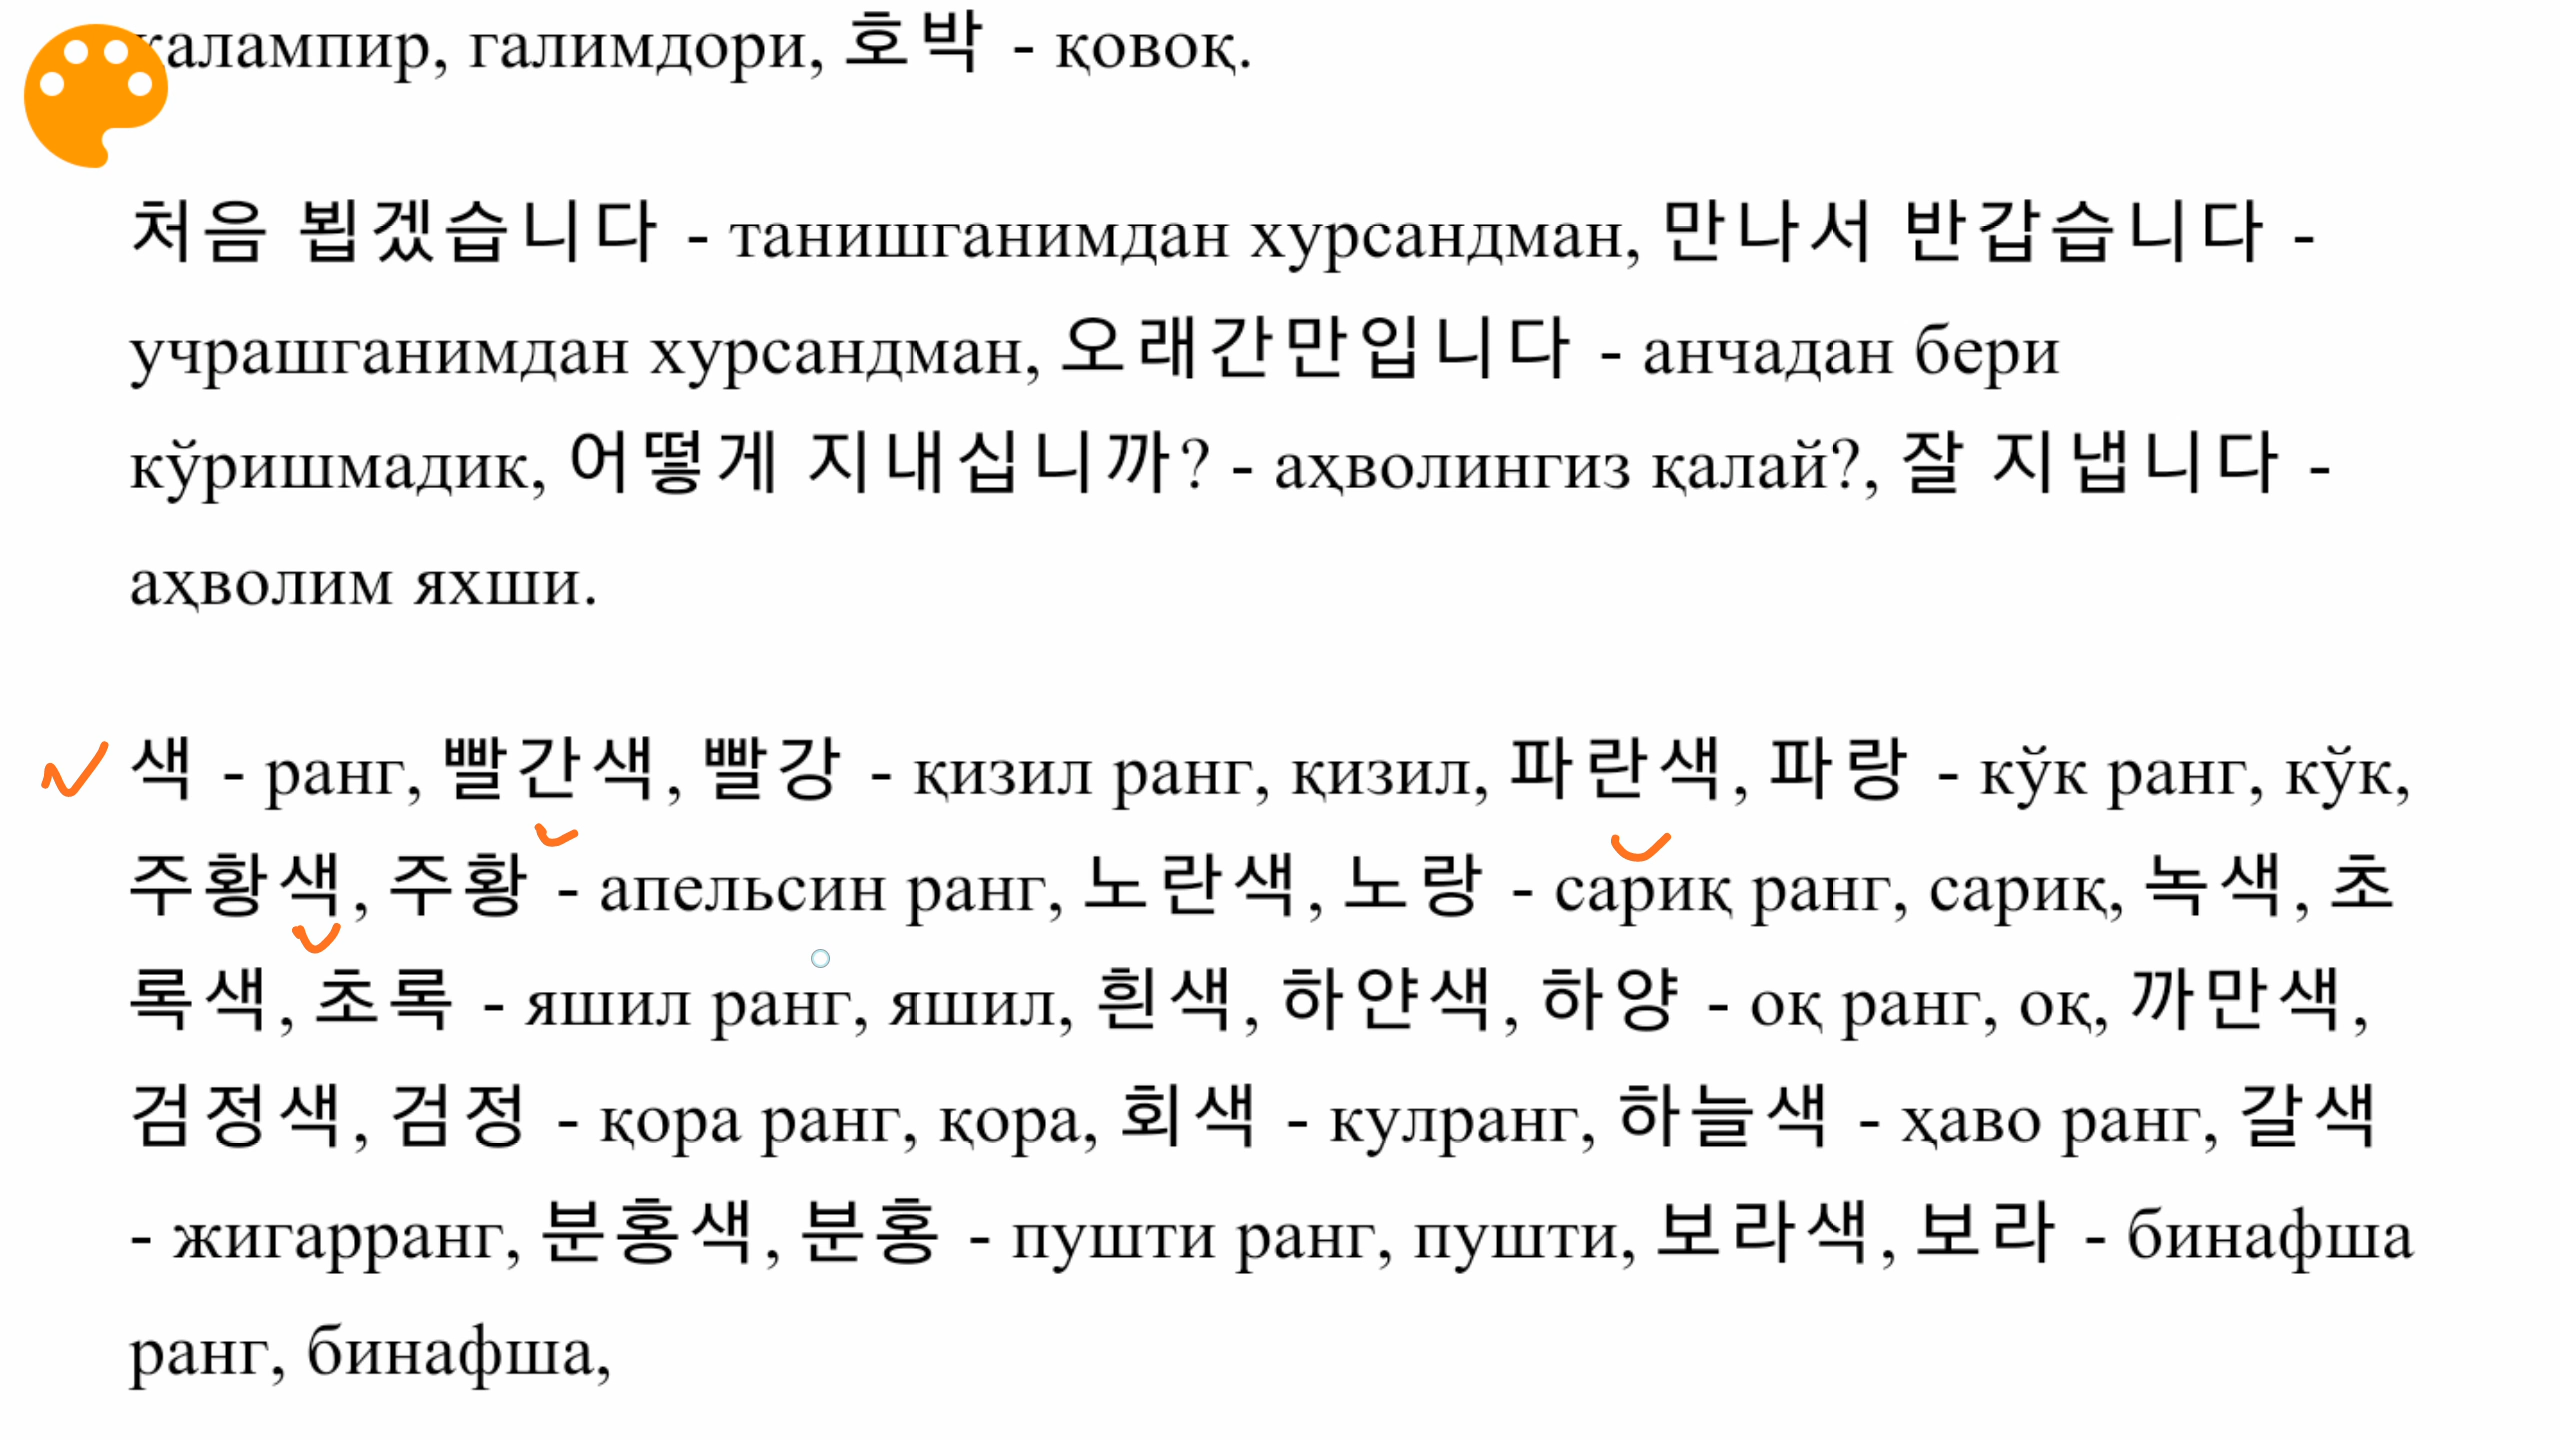 алампир, галимдори, 호박 - қовоқ.
처음 뵙겠습니다 - танишганимдан хурсандман, 만나서 반갑습니다 -
учрашганимдан хурсандман, 오래간만입니다 - анчадан бери
кўришмадик, 어떻게 지내십니까? - аҳволингиз қалай?, 잘 지냅니다 -
аҳволим яхши.
색 - ранг, 빨간색, 빨강 - қизил ранг, қизил, 파란색, 파랑 - кўк ранг, кўк,
주황색, 주황 - апельсин ранг, 노란색, 노랑 - сариқ ранг, сариқ, 녹색, 초
록색, 초록 - яшил ранг, яшил, 흰색, 하얀색, 하양 - оқ ранг, оқ, 까만색,
검정색, 검정 - қора ранг, қора, 회색 - кулранг, 하늘색 - ҳаво ранг, 갈색
- жигарранг, 분홍색, 분홍 - пушти ранг, пушти, 보라색, 보라 - бинафша
ранг, бинафша,